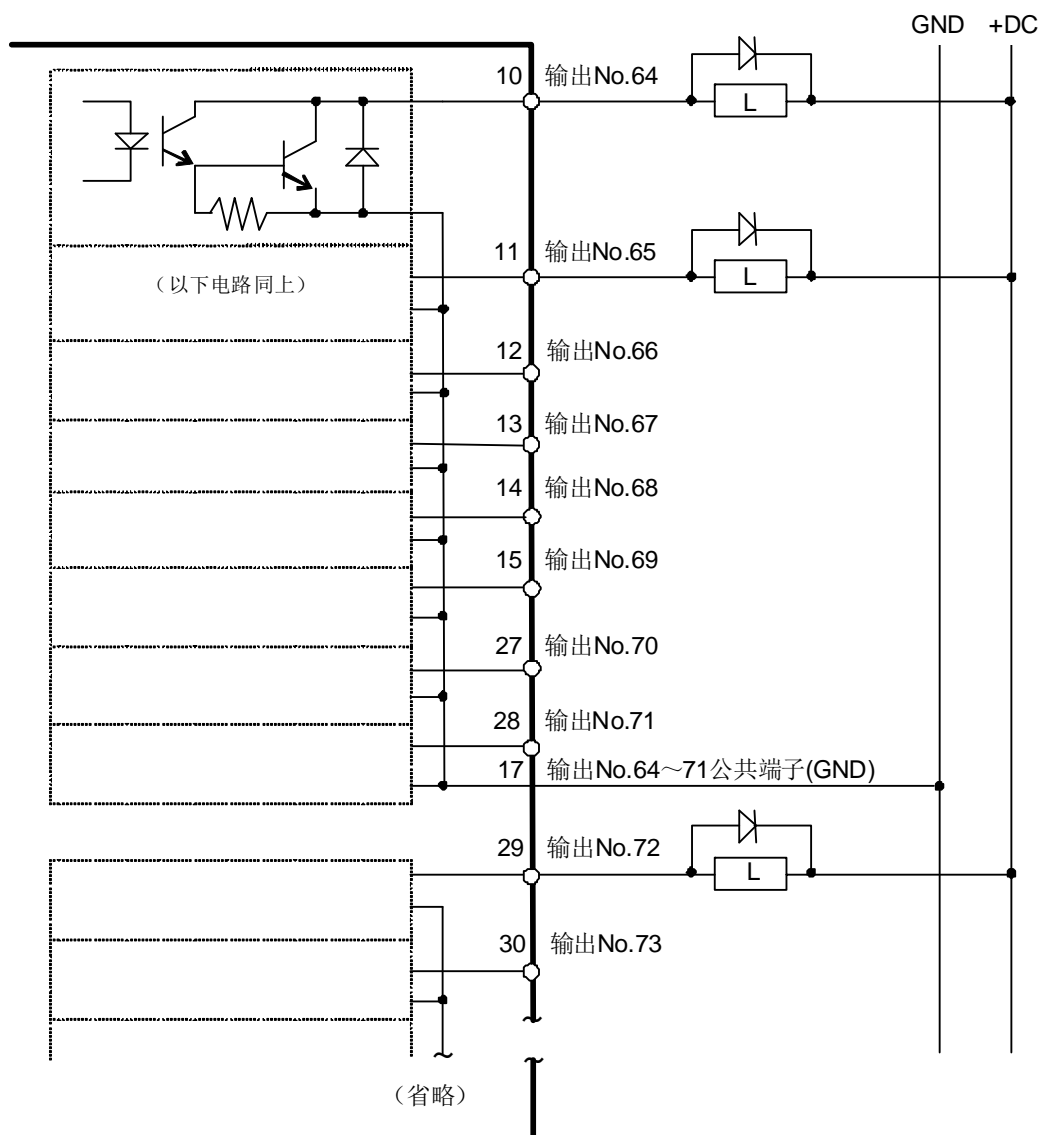 GND +DC
10 输出No.64
L
11 输出No.65
(以下电路同上)
L
12 输出No.66
13 输出No.67
14 输出No.68
15 输出No.69
27 输出No.70
28 输出No.71
17 输出No.64～71公共端子(GND)
29 输出No.72
L
30 输出No.73
(省略)